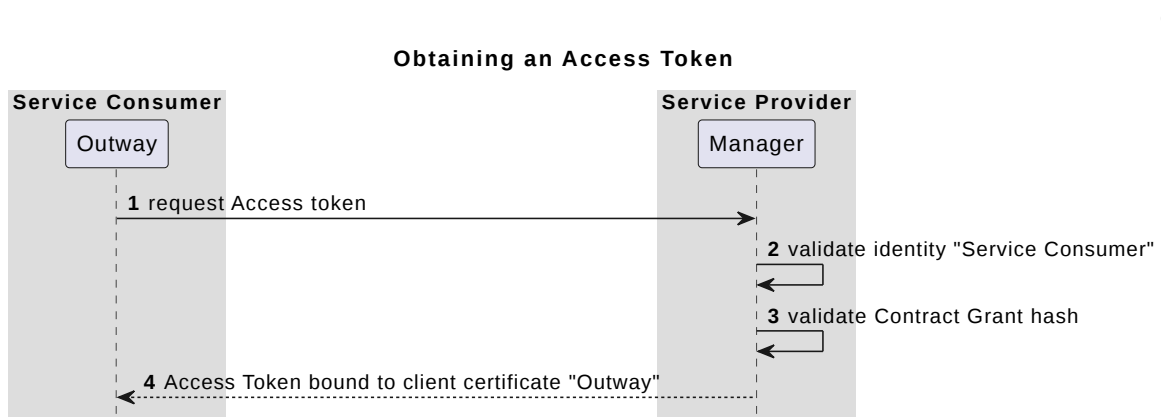 Obtaining an Access Token
Service Consumer
Service Provider
Outway
Manager
1 request Access token
2 validate identity "Service Consumer"
3 validate Contract Grant hash
4 Access Token bound to client certificate "Outway"